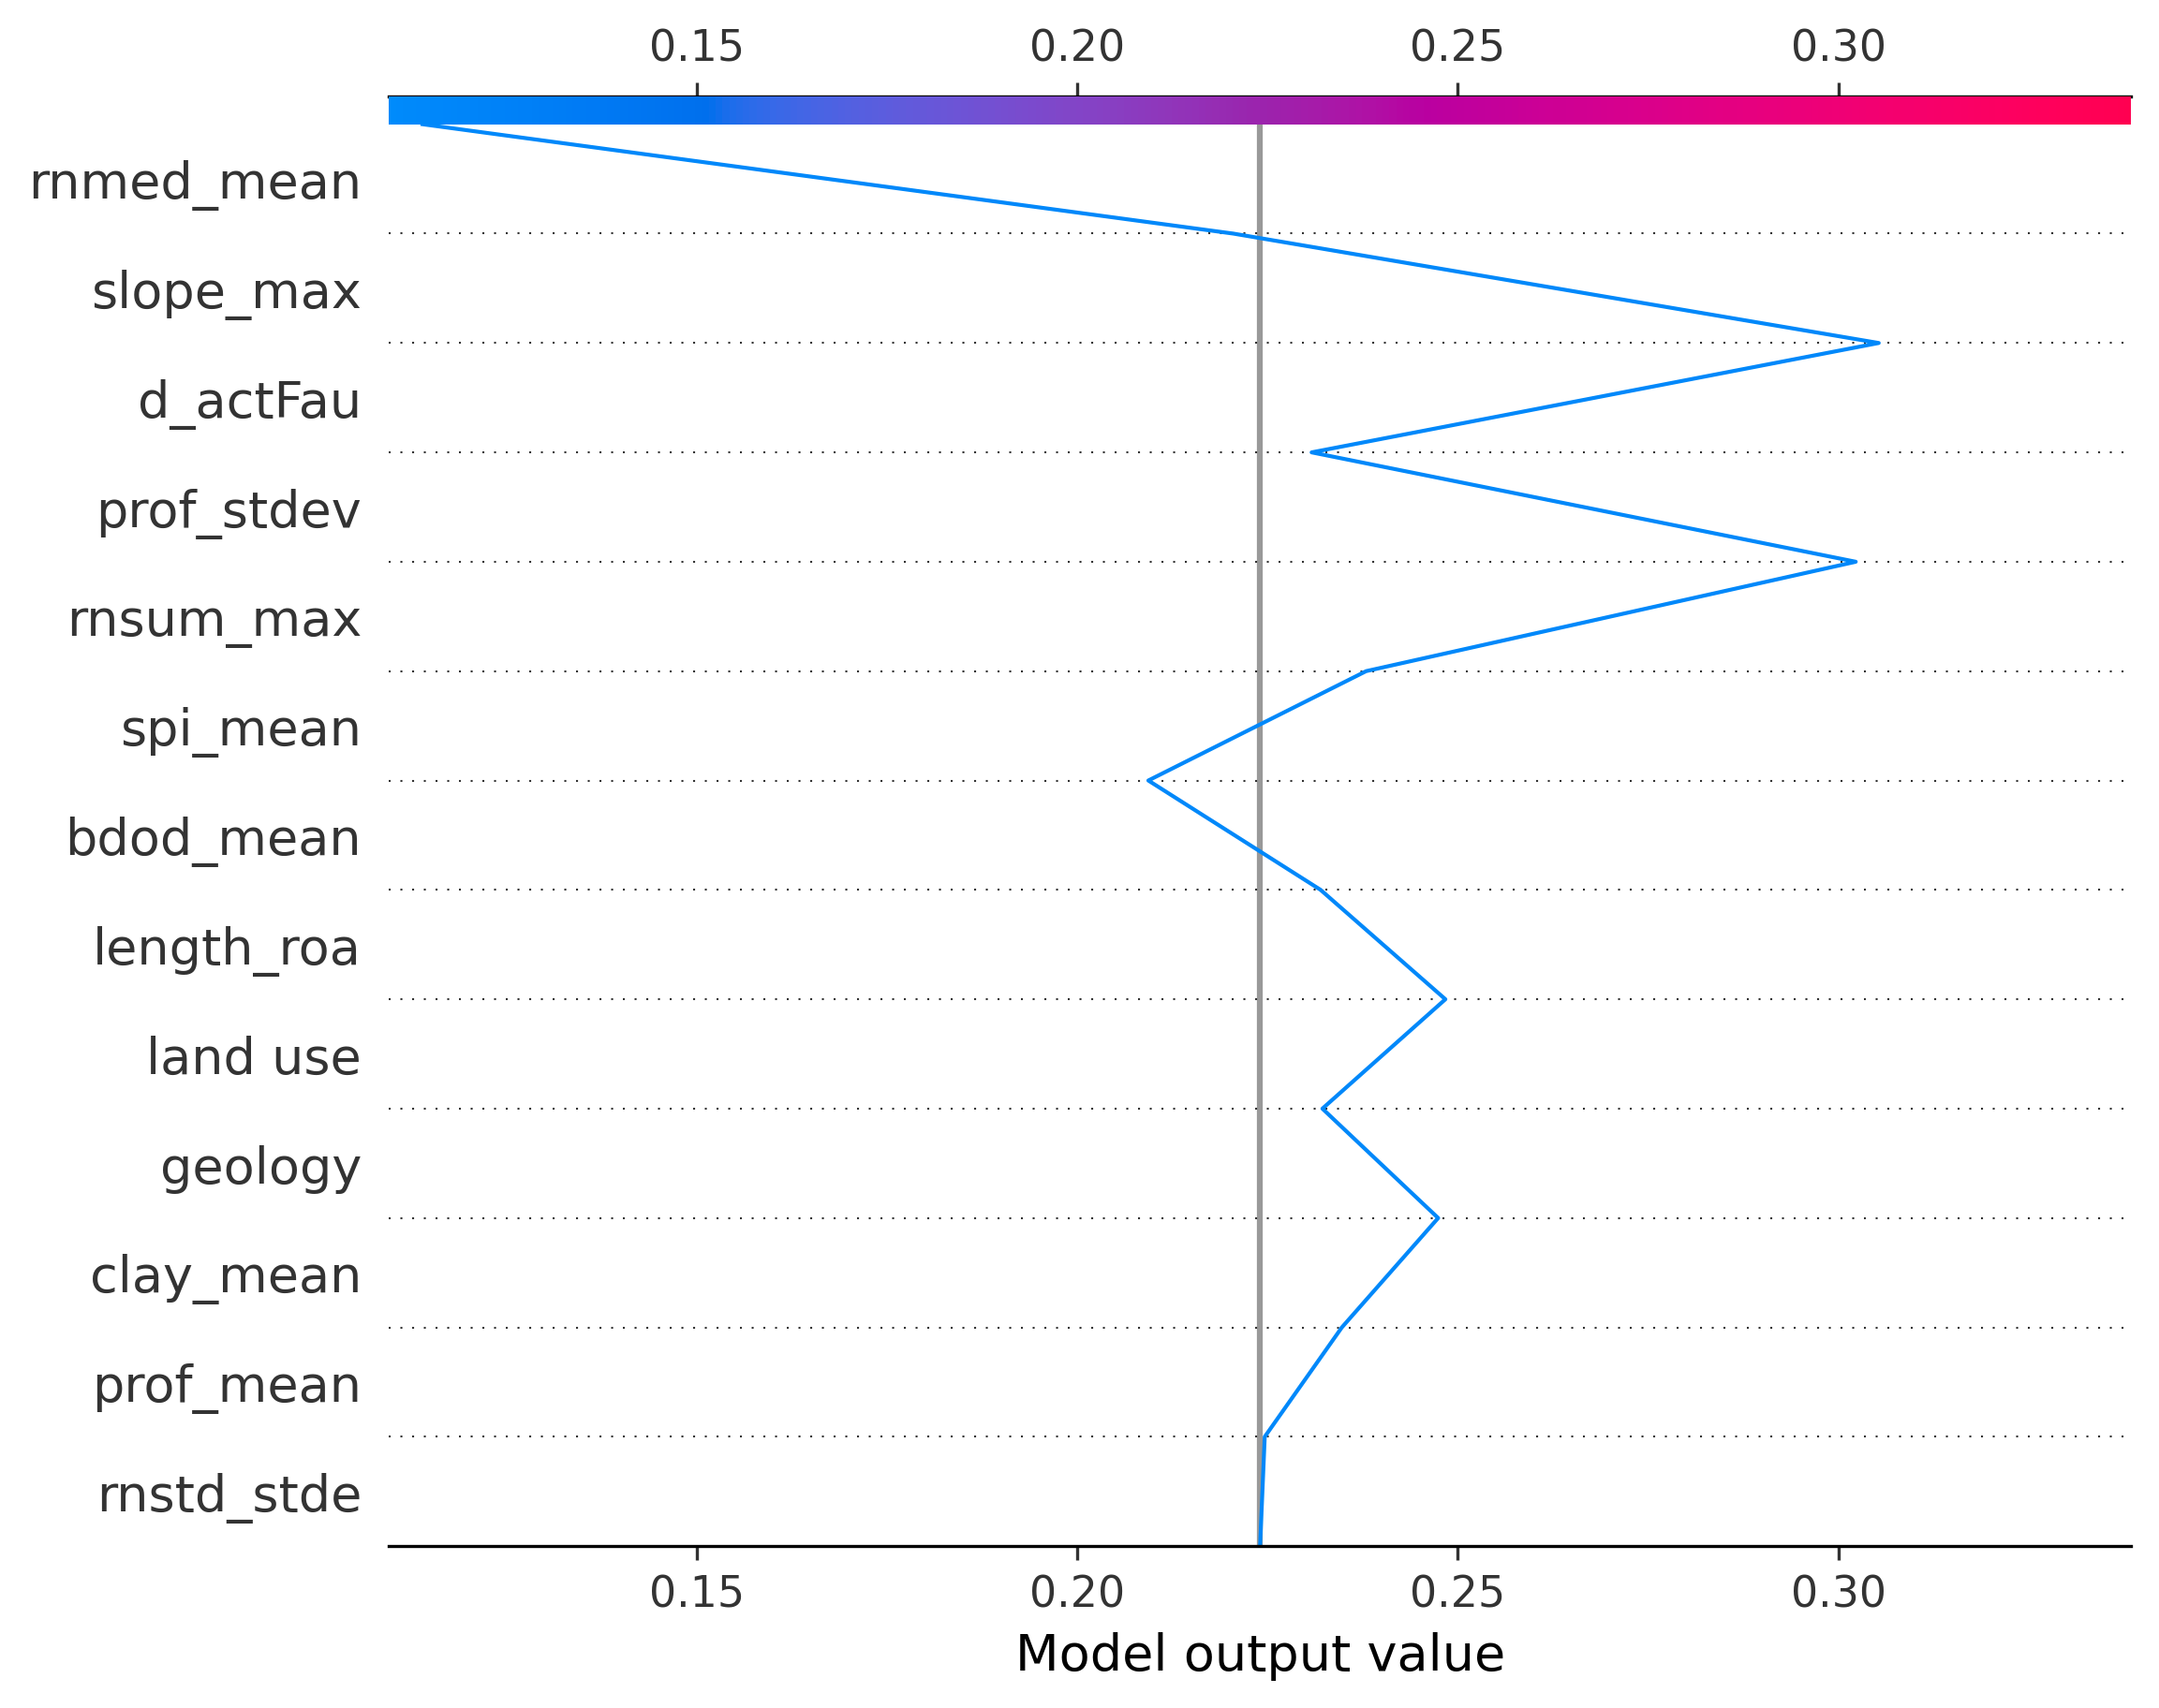 0.15 0.20 0.25 0.30
rnmed_mean
slope_max
d_actFau
prof_stdev
rnsum_max
spi_mean
bdod_mean
length_roa
land use
geology
clay_mean
prof_mean
rnstd_stde
0.15 0.20 0.25 0.30
Model output value